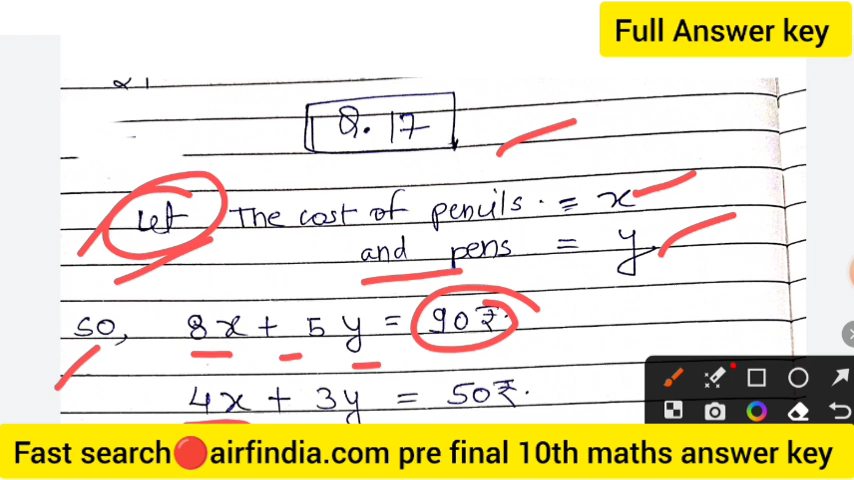 Full Answer key
Q. 17
Let The cost of pencils. = x
and pens = y
so, 8x + 5y = 90₹.
4x + 3y = 50₹.
Fast search🔴airfindia.com pre final 10th maths answer key